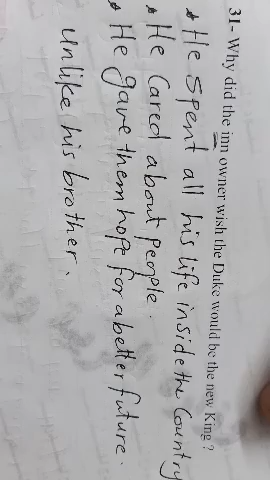 31- Why did the inn owner wish the Duke would be the new King ?
* He spent all his life inside the Country
* He Cared about people.
* He gave them hope for a better future.
Unlike his brother.